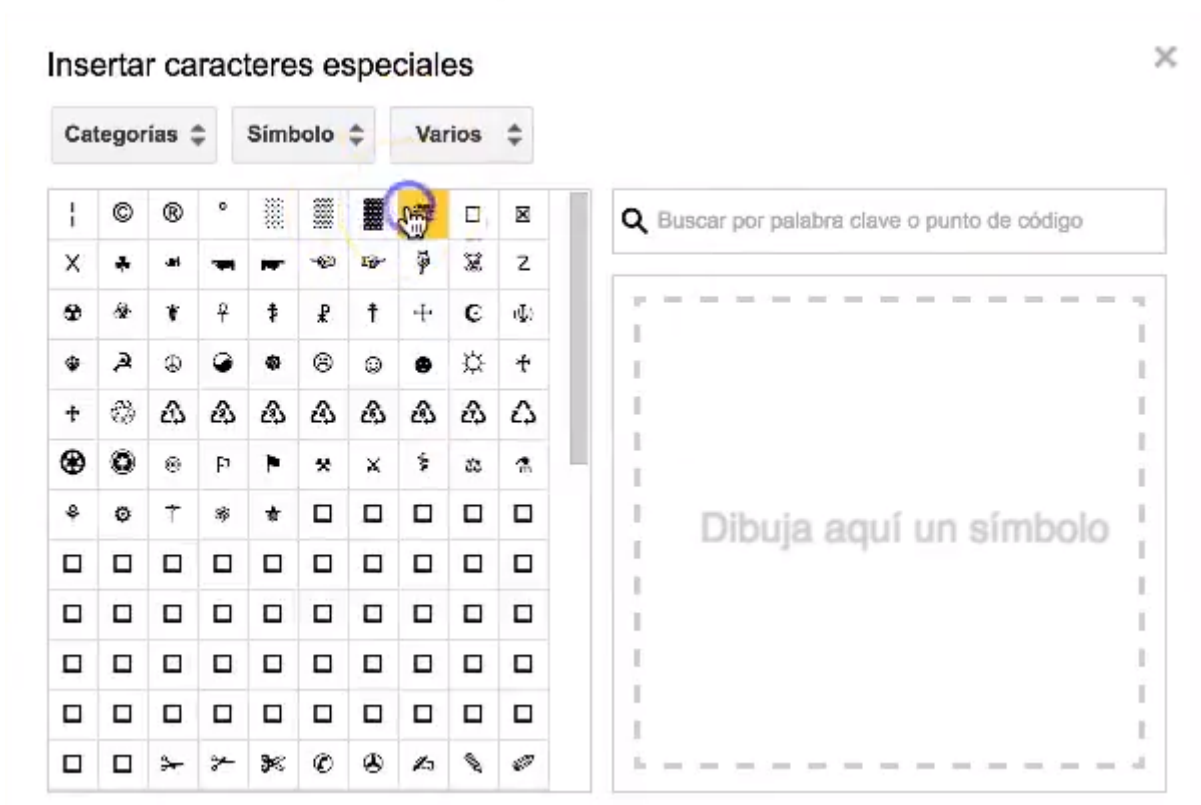 Insertar caracteres especiales
Categorías Símbolo Varios
Buscar por palabra clave o punto de código
Dibuja aquí un símbolo